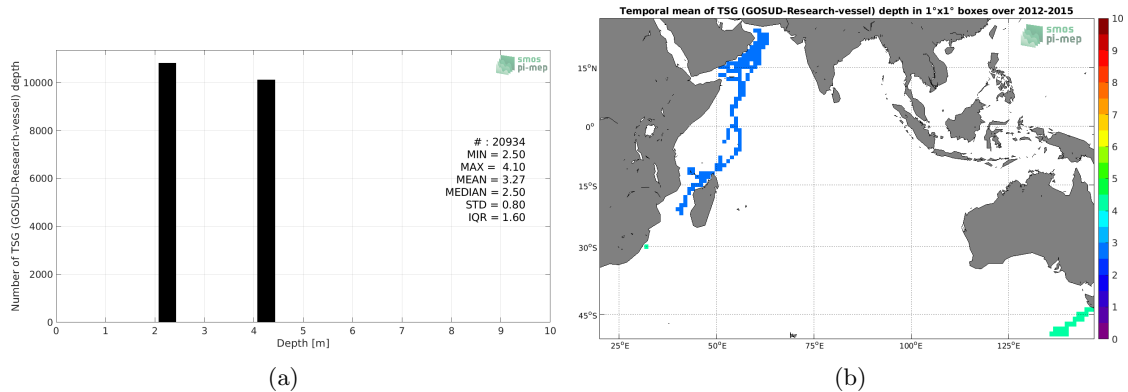 smos
pi-mep
# : 20934
MIN = 2.50
MAX = 4.10
MEAN = 3.27
MEDIAN = 2.50
STD = 0.80
IQR = 1.60
Number of TSG (GOSUD-Research-vessel) depth
10000
8000
6000
4000
2000
0
0 1 2 3 4 5 6 7 8 9 10
Depth [m]
(a)
Temporal mean of TSG (GOSUD-Research-vessel) depth in 1°x1° boxes over 2012-2015
smos
pi-mep
15°N
0°
15°S
30°S
45°S
25°E 50°E 75°E 100°E 125°E
10
9
8
7
6
5
4
3
2
1
0
(b)